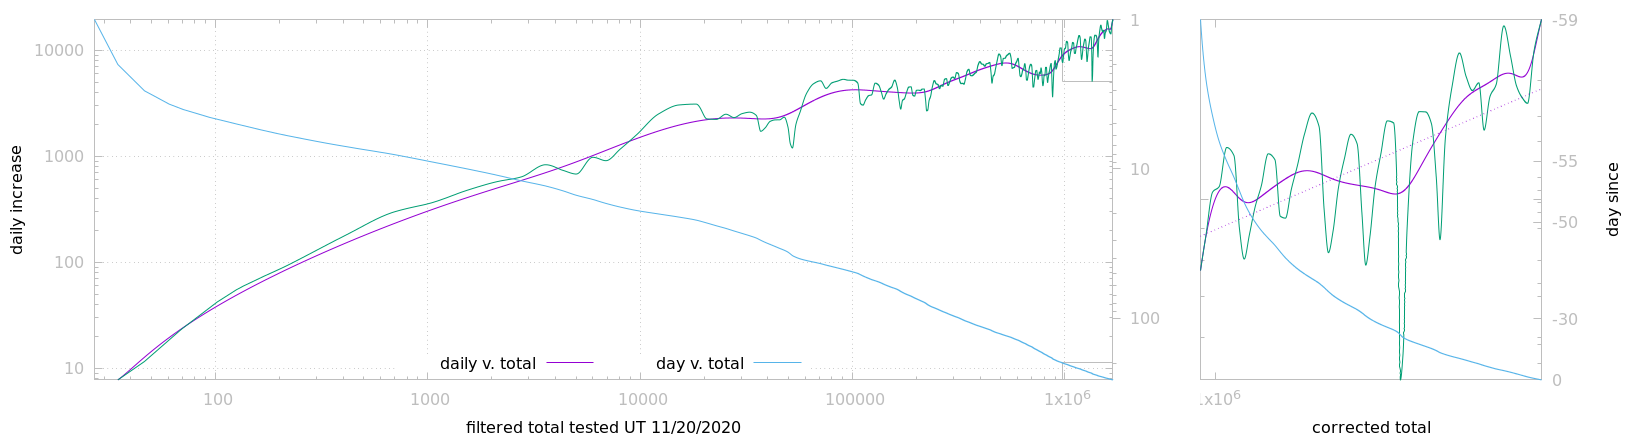 daily increase
10000
1000
100
10
100
1000
10000
100000
1x10^6
1
10
100
daily v. total
day v. total
filtered total tested UT 11/20/2020
-59
-55
-50
-30
0
day since
1x10^6
corrected total